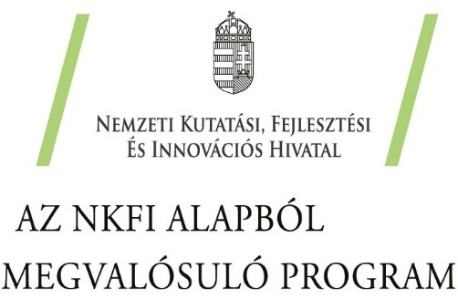 NEMZETI KUTATÁSI, FEJLESZTÉSI
ÉS INNOVÁCIÓS HIVATAL
AZ NKFI ALAPBÓL
MEGVALÓSULÓ PROGRAM